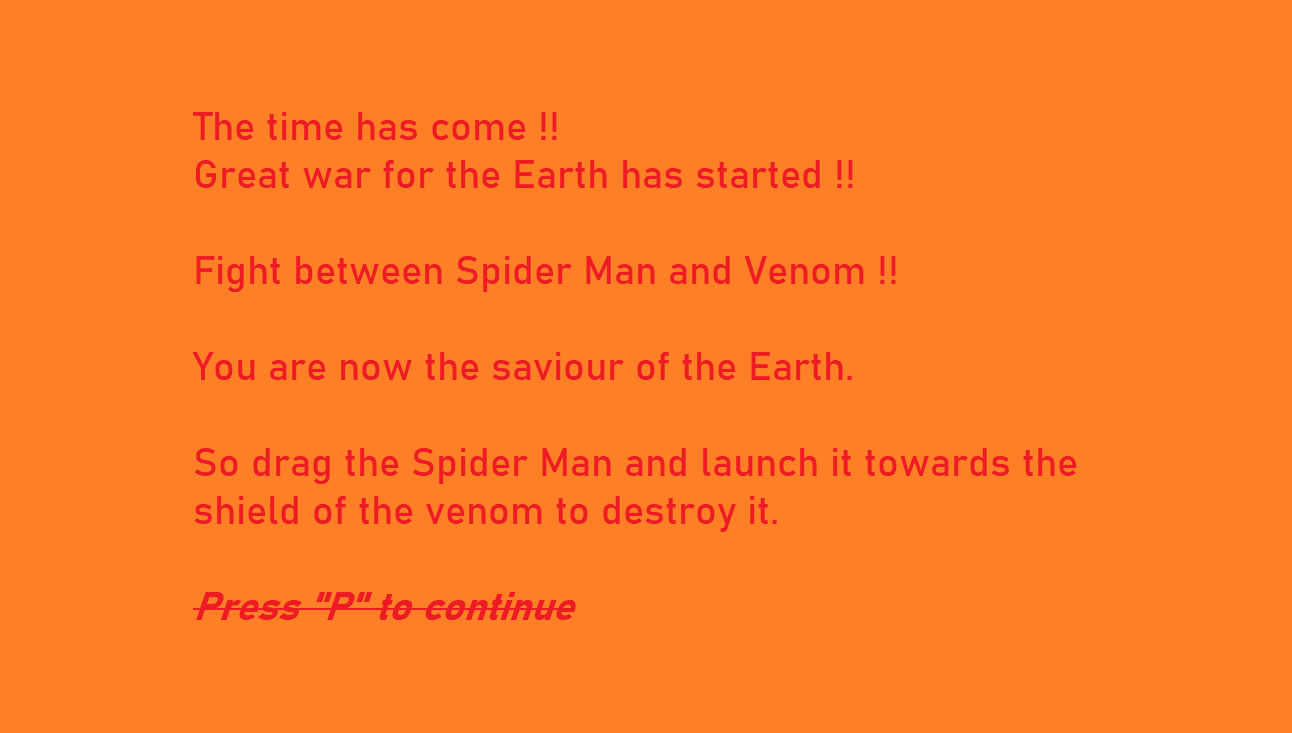 The time has come !!
Great war for the Earth has started !!
Fight between Spider Man and Venom !!
You are now the saviour of the Earth.
So drag the Spider Man and launch it towards the
shield of the venom to destroy it.
Press "P" to continue